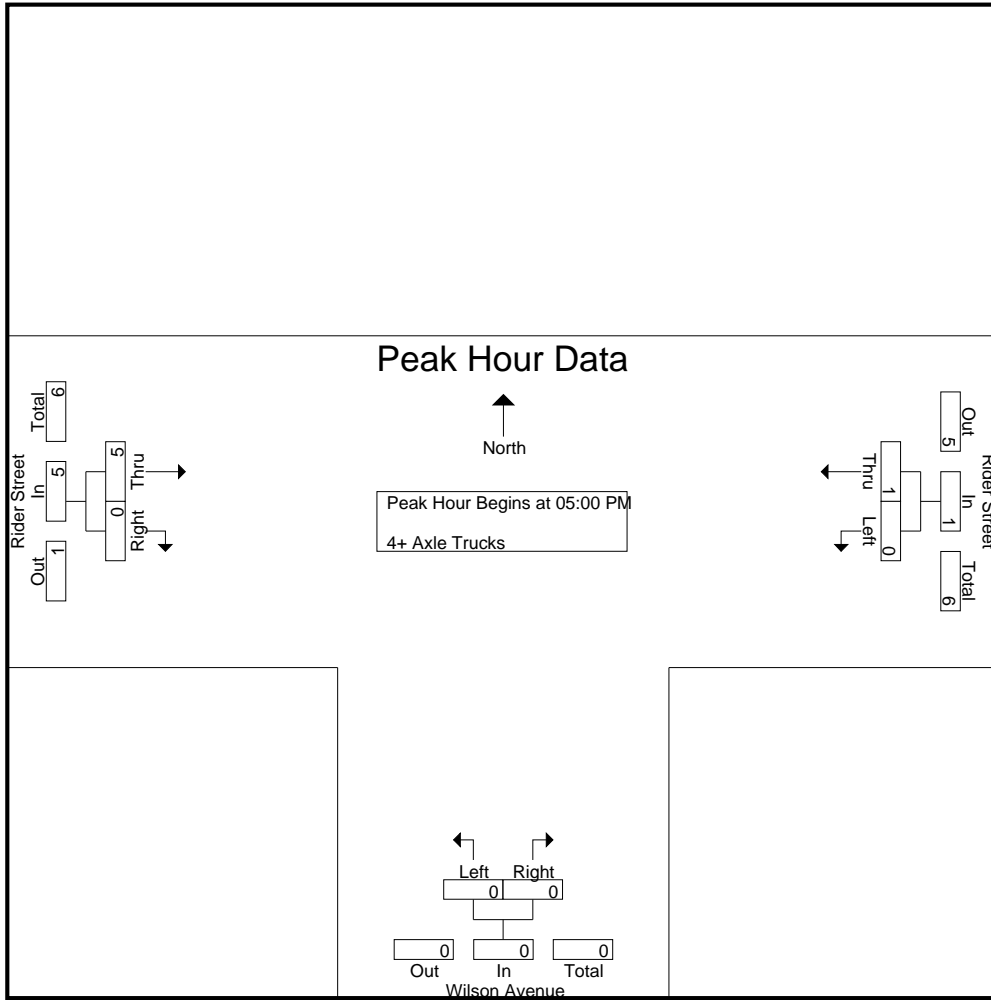 Peak Hour Data
North
Peak Hour Begins at 05:00 PM
4+ Axle Trucks
Rider Street
Total
6
In
5
Out
1
5
0
Thru
Right
Rider Street
Out
5
In
1
Total
6
1
0
Thru
Left
Left Right
0 0
0 0 0
Out In Total
Wilson Avenue